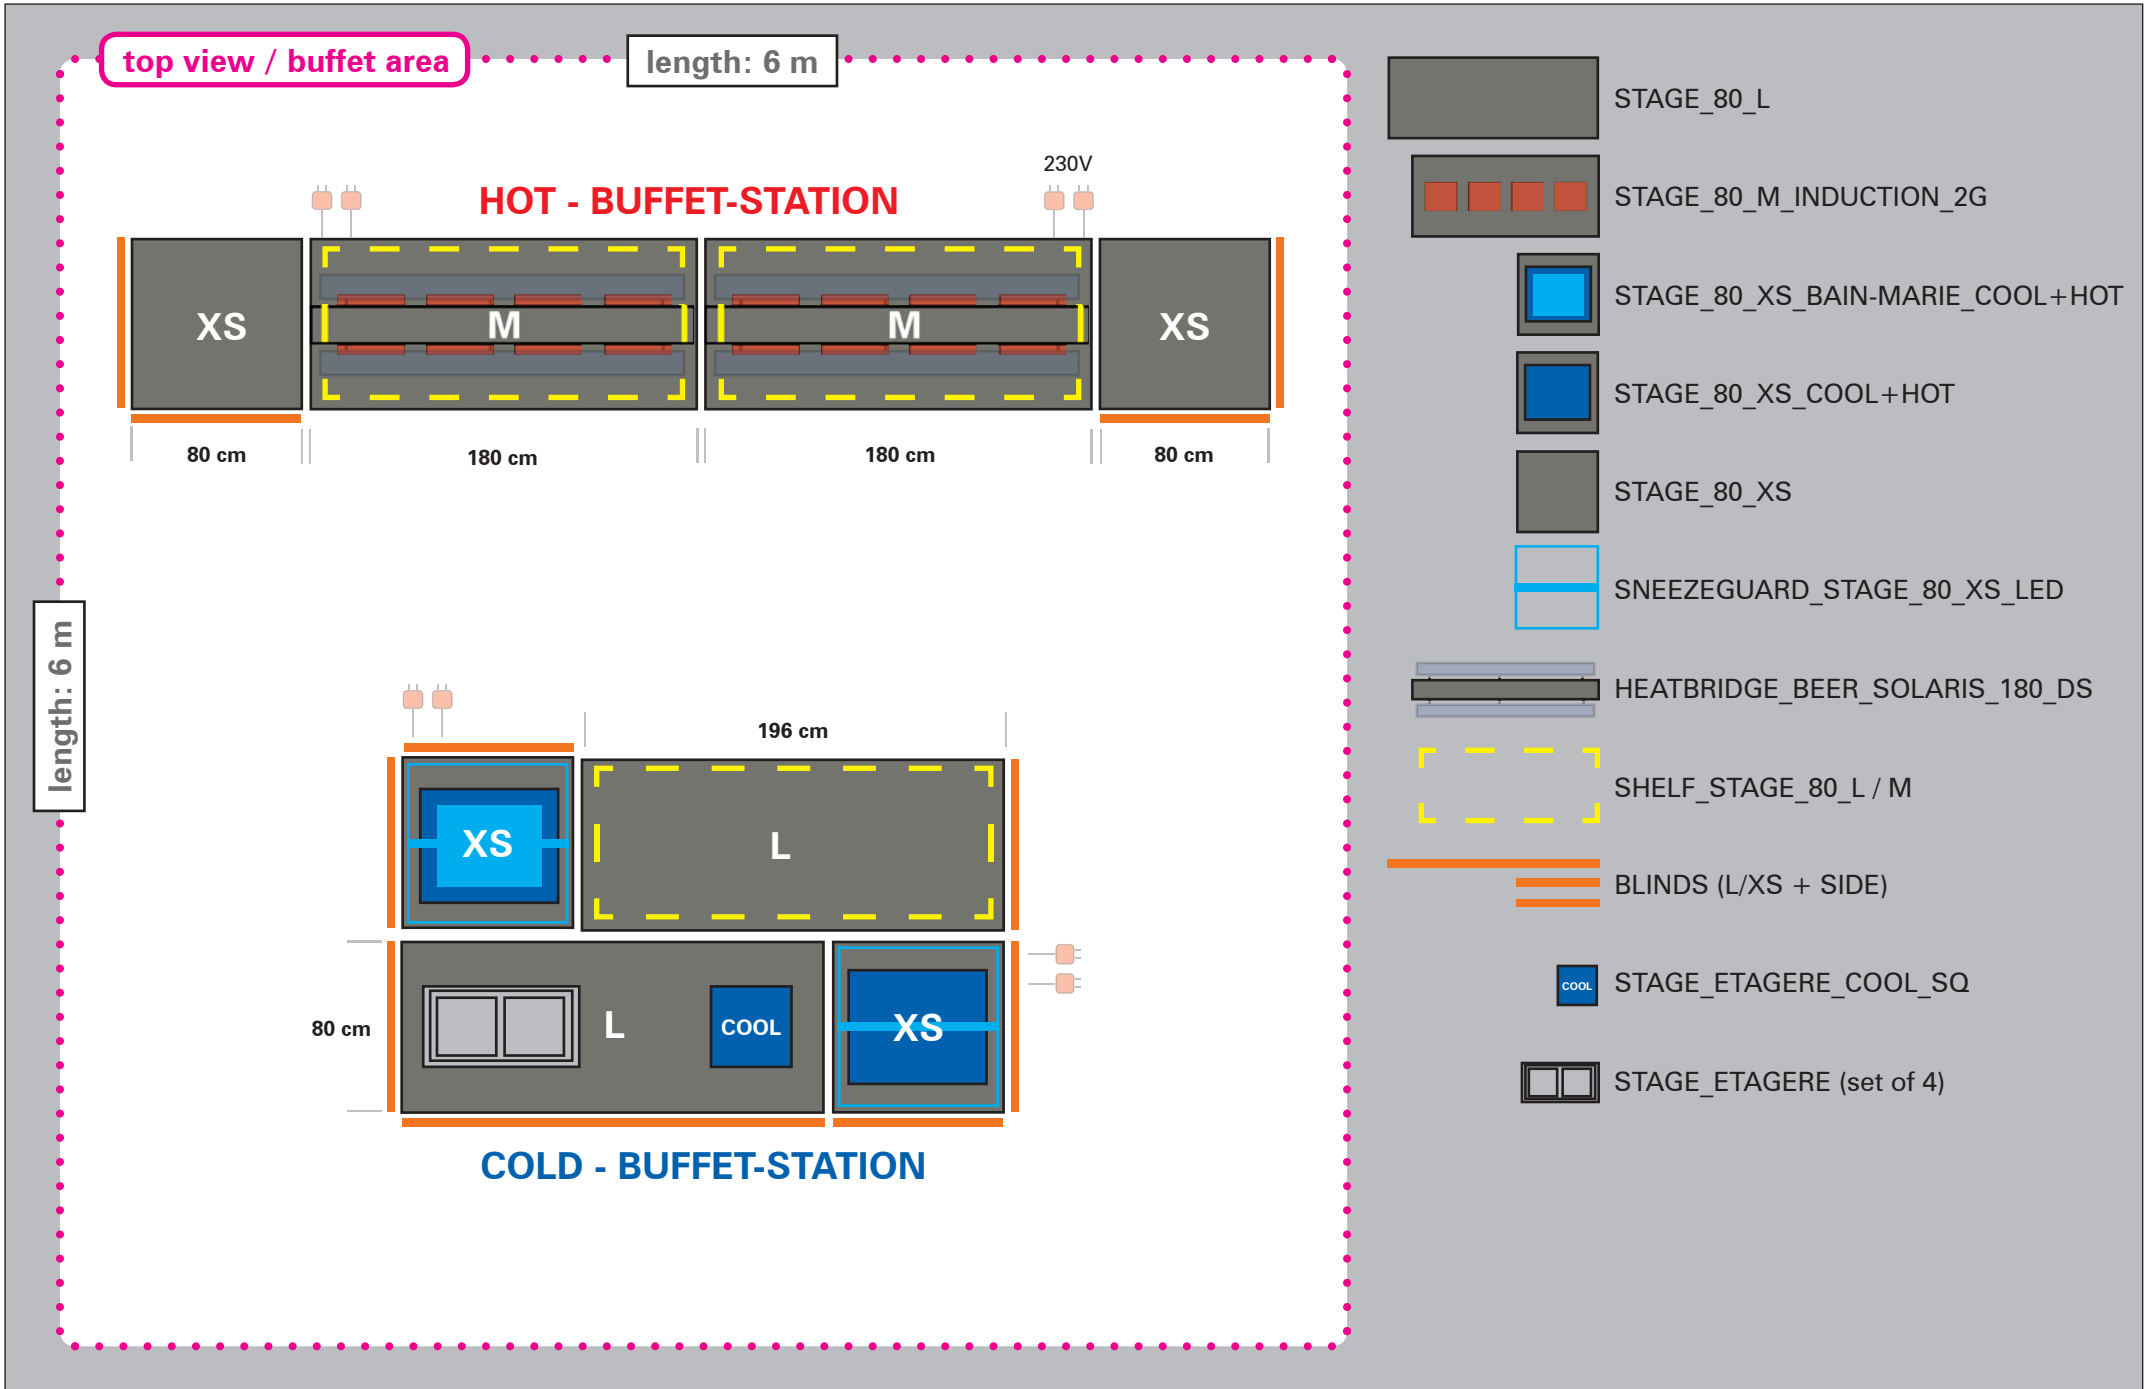 top view / buffet area
length: 6 m
230V
HOT - BUFFET-STATION
XS
M
M
XS
80 cm
180 cm
180 cm
80 cm
length: 6 m
196 cm
XS
L
80 cm
L
COOL
XS
COLD - BUFFET-STATION
STAGE_80_L
STAGE_80_M_INDUCTION_2G
STAGE_80_XS_BAIN-MARIE_COOL+HOT
STAGE_80_XS_COOL+HOT
STAGE_80_XS
SNEEZEGUARD_STAGE_80_XS_LED
HEATBRIDGE_BEER_SOLARIS_180_DS
SHELF_STAGE_80_L / M
BLINDS (L/XS + SIDE)
COOL
STAGE_ETAGERE_COOL_SQ
STAGE_ETAGERE (set of 4)